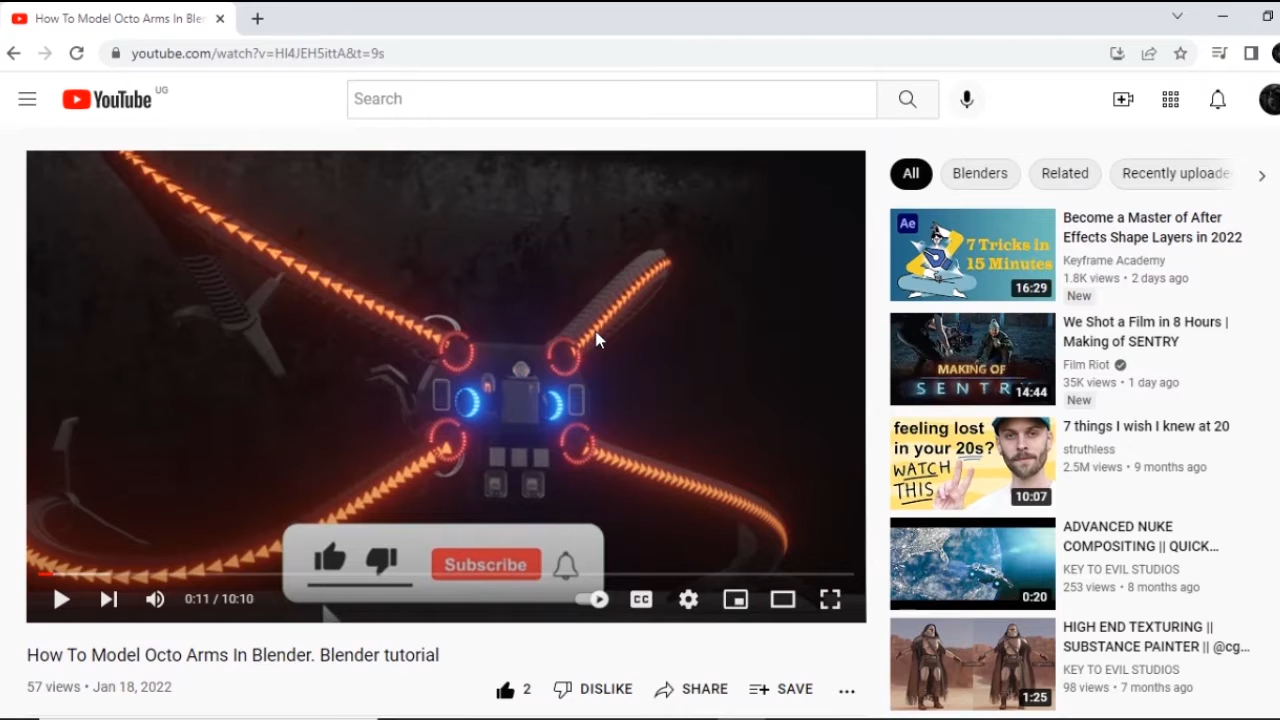 How To Model Octo Arms In Bler
youtube.com/watch?v=HI4JEH5ittA&t=9s
YouTube UG
Search
All
Blenders
Related
Recently uploade
Ae
7 Tricks in
15 Minutes
16:29
Become a Master of After
Effects Shape Layers in 2022
Keyframe Academy
1.8K views • 2 days ago
New
MAKING OF
SENTR
14:44
We Shot a Film in 8 Hours |
Making of SENTRY
Film Riot
35K views • 1 day ago
New
feeling lost
in your 20s?
WATCH
THIS
10:07
7 things I wish I knew at 20
struthless
2.5M views • 9 months ago
0:20
ADVANCED NUKE
COMPOSITING || QUICK...
KEY TO EVIL STUDIOS
253 views • 8 months ago
1:25
HIGH END TEXTURING ||
SUBSTANCE PAINTER || @cg...
KEY TO EVIL STUDIOS
98 views • 7 months ago
Subscribe
0:11 / 10:10
CC
How To Model Octo Arms In Blender. Blender tutorial
57 views • Jan 18, 2022
2
DISLIKE
SHARE
SAVE